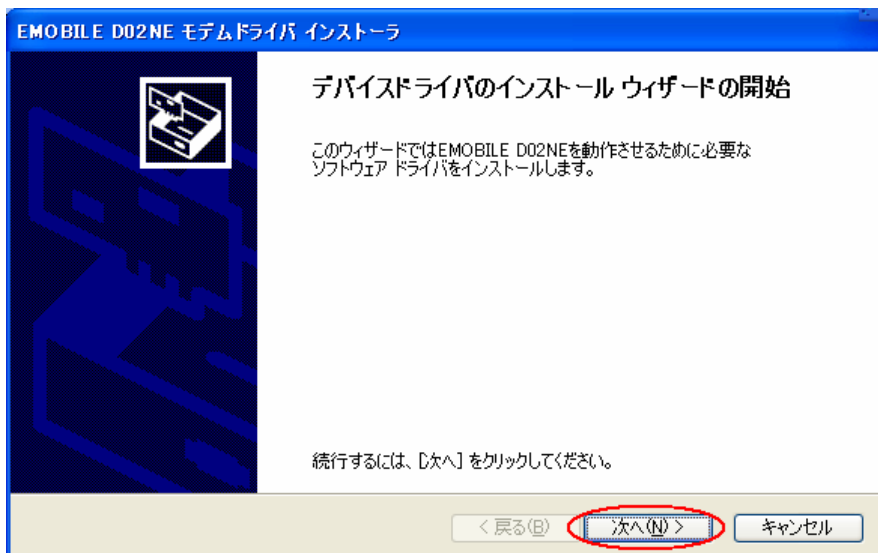 EMOBILE D02NE モデムドライバ インストーラ
デバイスドライバのインストール ウィザードの開始
このウィザードではEMOBILE D02NEを動作させるために必要な
ソフトウェア ドライバをインストールします。
続行するには、[次へ] をクリックしてください。
< 戻る(B) 次へ(N) > キャンセル